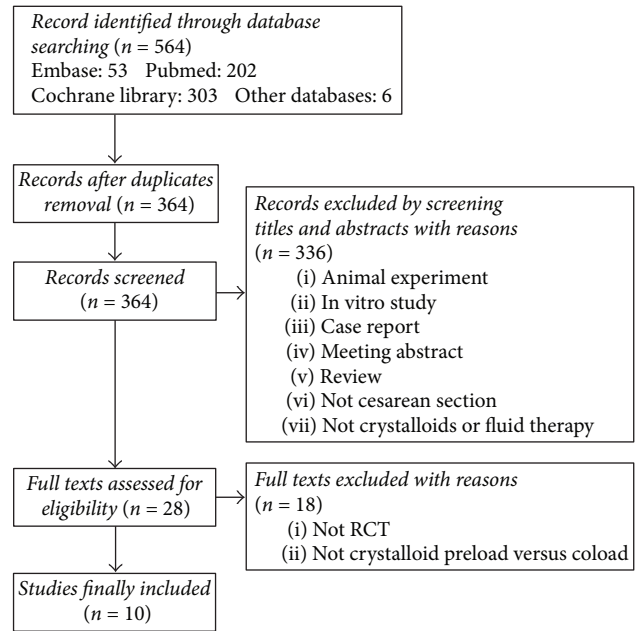 Record identified through database
searching (n = 564)
Embase: 53 Pubmed: 202
Cochrane library: 303 Other databases: 6
Records after duplicates
removal (n = 364)
Records screened
(n = 364)
Records excluded by screening
titles and abstracts with reasons
(n = 336)
(i) Animal experiment
(ii) In vitro study
(iii) Case report
(iv) Meeting abstract
(v) Review
(vi) Not cesarean section
(vii) Not crystalloids or fluid therapy
Full texts assessed for
eligibility (n = 28)
Full texts excluded with reasons
(n = 18)
(i) Not RCT
(ii) Not crystalloid preload versus coload
Studies finally included
(n = 10)